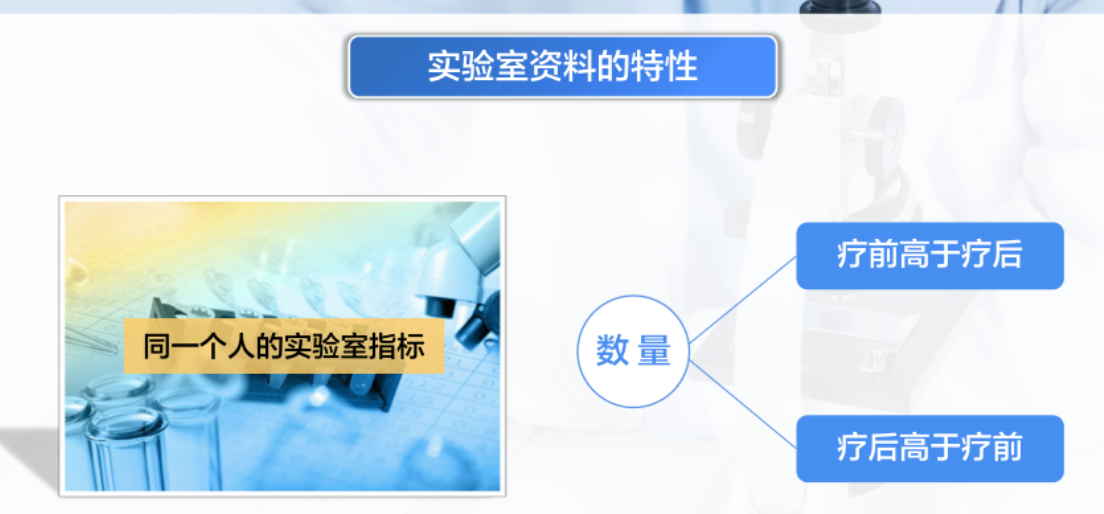 实验室资料的特性
同一个人的实验室指标
数量
疗前高于疗后
疗后高于疗前